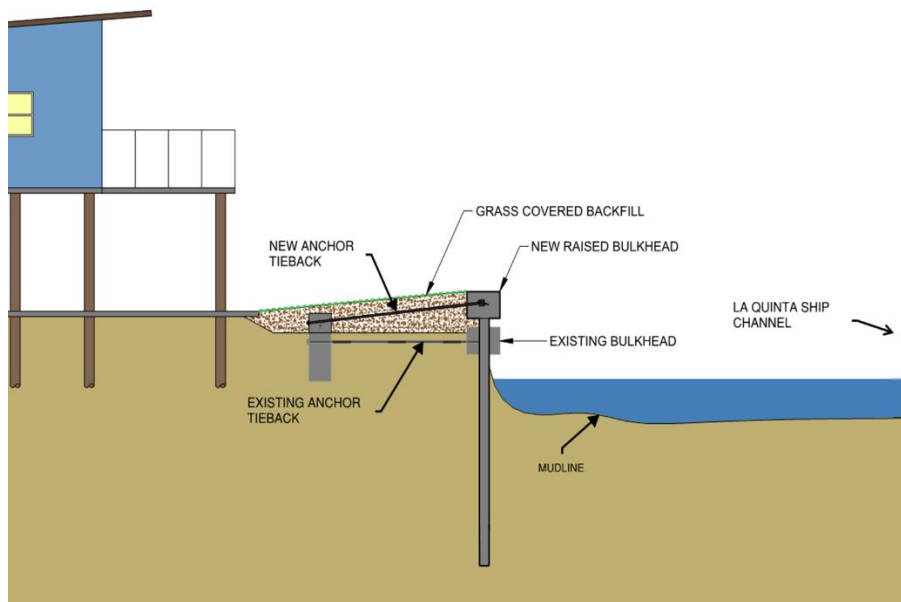 GRASS COVERED BACKFILL
NEW ANCHOR
TIEBACK
NEW RAISED BULKHEAD
LA QUINTA SHIP
CHANNEL
EXISTING BULKHEAD
EXISTING ANCHOR
TIEBACK
MUDLINE